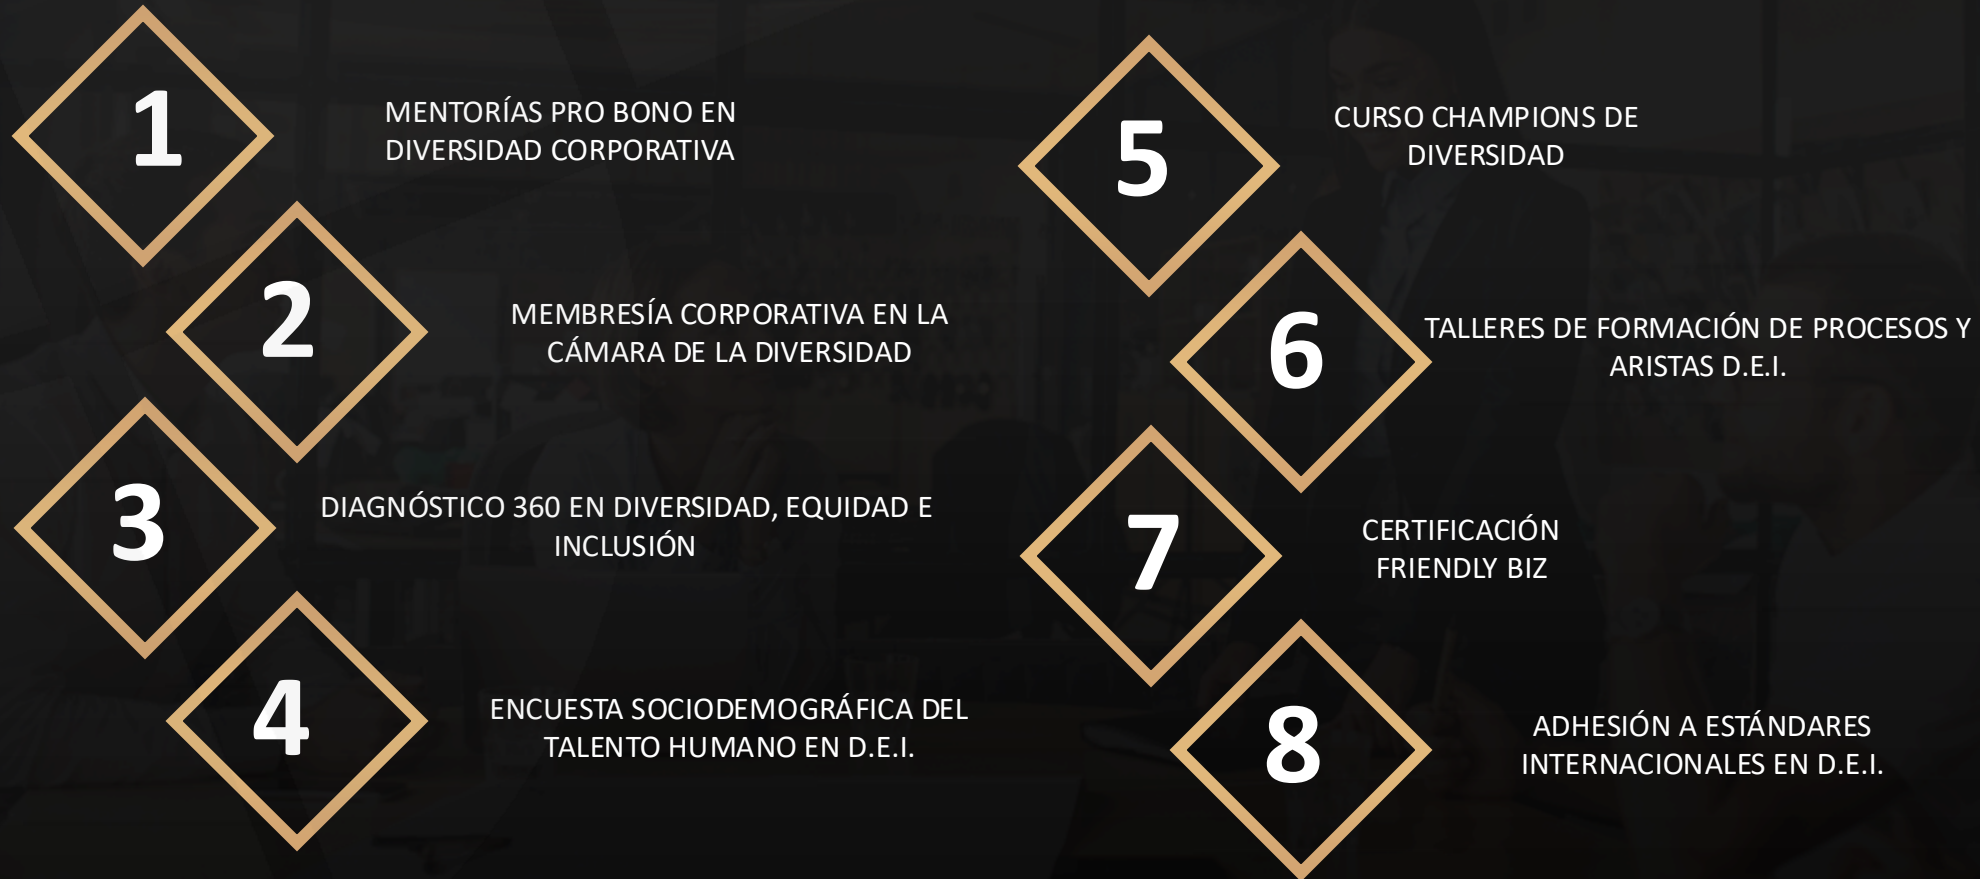 1
MENTORÍAS PRO BONO EN
DIVERSIDAD CORPORATIVA
2
MEMBRESÍA CORPORATIVA EN LA
CÁMARA DE LA DIVERSIDAD
3
DIAGNÓSTICO 360 EN DIVERSIDAD, EQUIDAD E
INCLUSIÓN
4
ENCUESTA SOCIODEMOGRÁFICA DEL
TALENTO HUMANO EN D.E.I.
5
CURSO CHAMPIONS DE
DIVERSIDAD
6
TALLERES DE FORMACIÓN DE PROCESOS Y
ARISTAS D.E.I.
7
CERTIFICACIÓN
FRIENDLY BIZ
8
ADHESIÓN A ESTÁNDARES
INTERNACIONALES EN D.E.I.